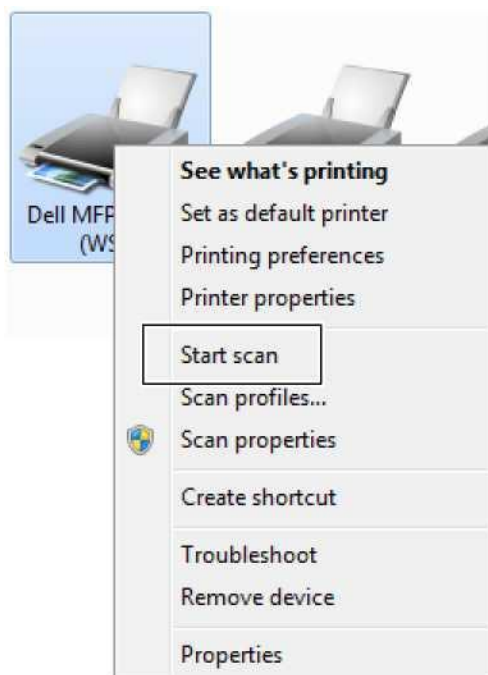 Dell MFP
(WS
See what's printing
Set as default printer
Printing preferences
Printer properties
Start scan
Scan profiles...
Scan properties
Create shortcut
Troubleshoot
Remove device
Properties